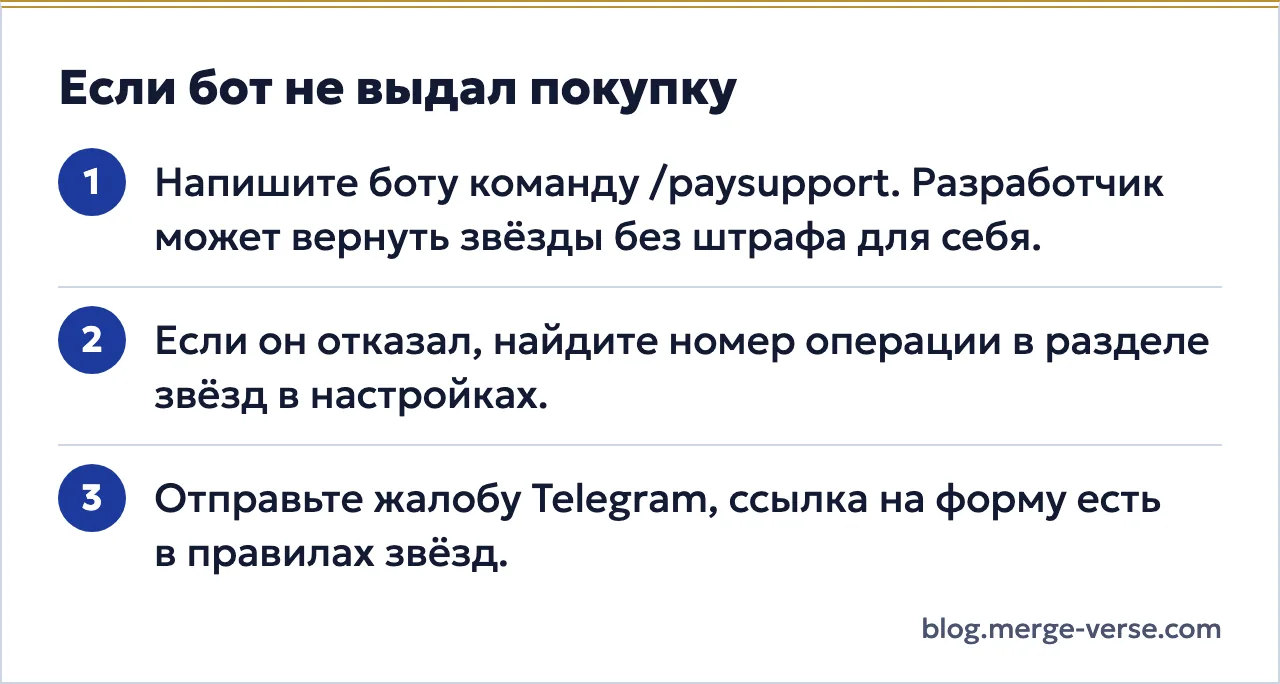 Если бот не выдал покупку
1
Напишите боту команду /paysupport. Разработчик
может вернуть звёзды без штрафа для себя.
2
Если он отказал, найдите номер операции в разделе
звёзд в настройках.
3
Отправьте жалобу Telegram, ссылка на форму есть
в правилах звёзд.
blog.merge-verse.com